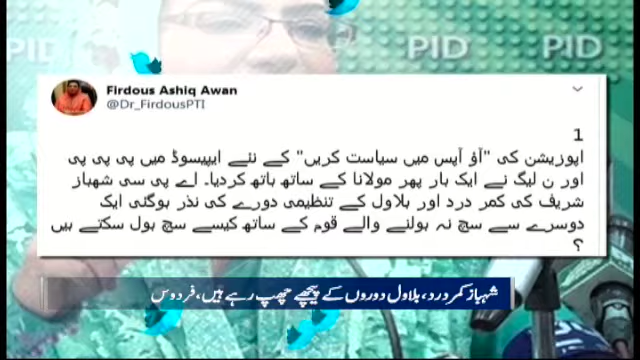 PID
PID
Firdous Ashiq Awan
@Dr_FirdousPTI
1
اپوزیشن کی "آؤ آپس میں سیاست کریں" کے نئے ایپیسوڈ میں پی پی پی
اور ن لیگ نے ایک بار پھر مولانا کے ساتھ ہاتھ کردیا۔ اے پی سی شھباز
شریف کی کمر درد اور بلاول کے تنظیمی دورے کی نذر ہوگئی ایک
دوسرے سے سچ نہ بولنے والے قوم کے ساتھ کیسے سچ بول سکتے ہیں
؟
شہباز کمر درد، بلاول دوروں کے پیچھے چھپ رہے ہیں، فردوس